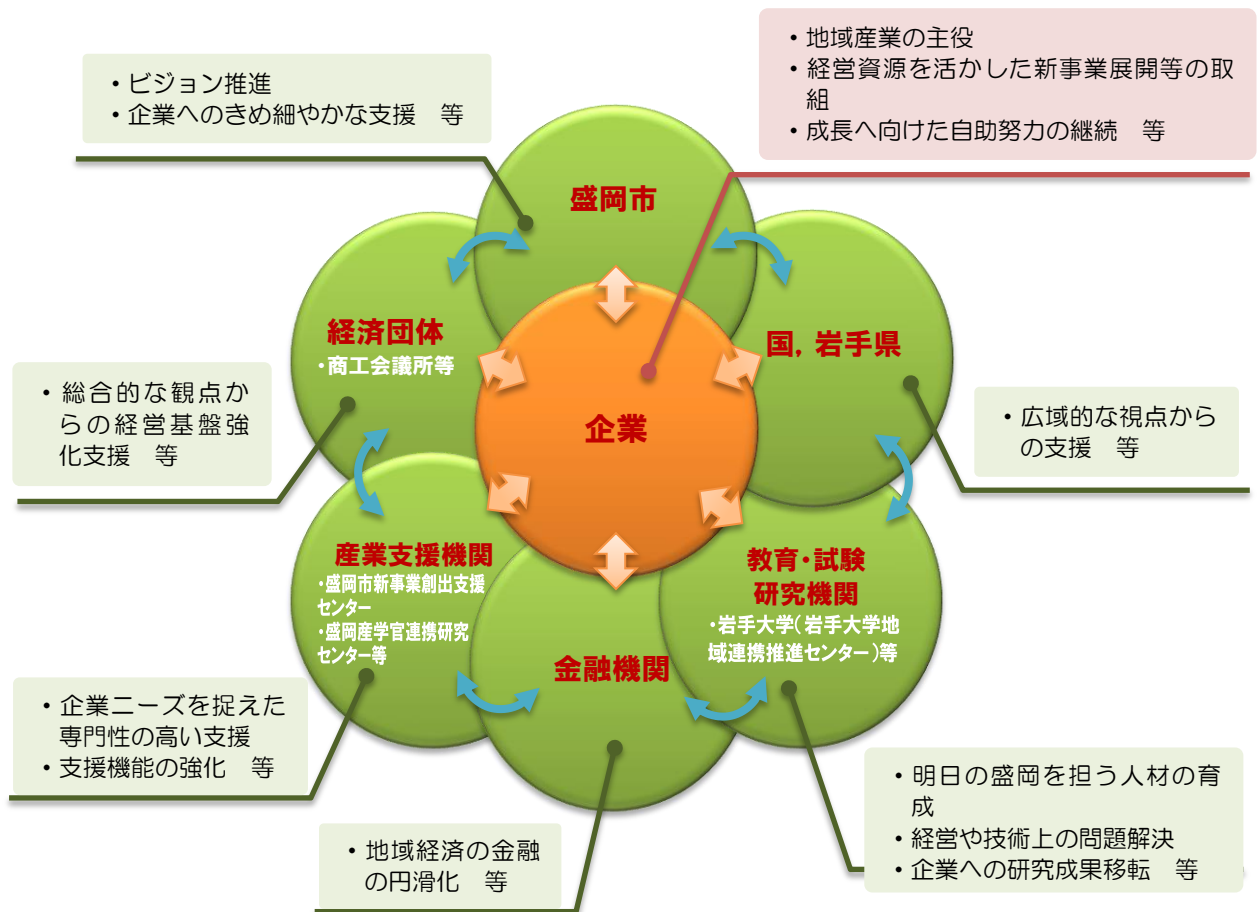 ・地域産業の主役
・経営資源を活かした新事業展開等の取
組
・成長へ向けた自助努力の継続　等
・ビジョン推進
・企業へのきめ細やかな支援　等
盛岡市
経済団体
・商工会議所等
国，岩手県
・総合的な観点か
らの経営基盤強
化支援　等
企業
・広域的な視点から
の支援　等
産業支援機関
・盛岡市新事業創出支援
センター
・盛岡産学官連携研究
センター等
教育・試験
研究機関
・岩手大学（岩手大学地
域連携推進センター）等
金融機関
・企業ニーズを捉えた
専門性の高い支援
・支援機能の強化　等
・明日の盛岡を担う人材の育
成
・経営や技術上の問題解決
・企業への研究成果移転　等
・地域経済の金融
の円滑化　等